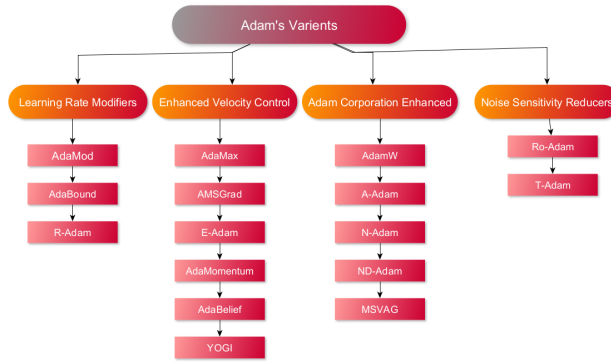 Adam's Varients
Learning Rate Modifiers
Enhanced Velocity Control
Adam Corporation Enhanced
Noise Sensitivity Reducers
AdaMod
AdaBound
R-Adam
AdaMax
AMSGrad
E-Adam
AdaMomentum
AdaBelief
YOGI
AdamW
A-Adam
N-Adam
ND-Adam
MSVAG
Ro-Adam
T-Adam